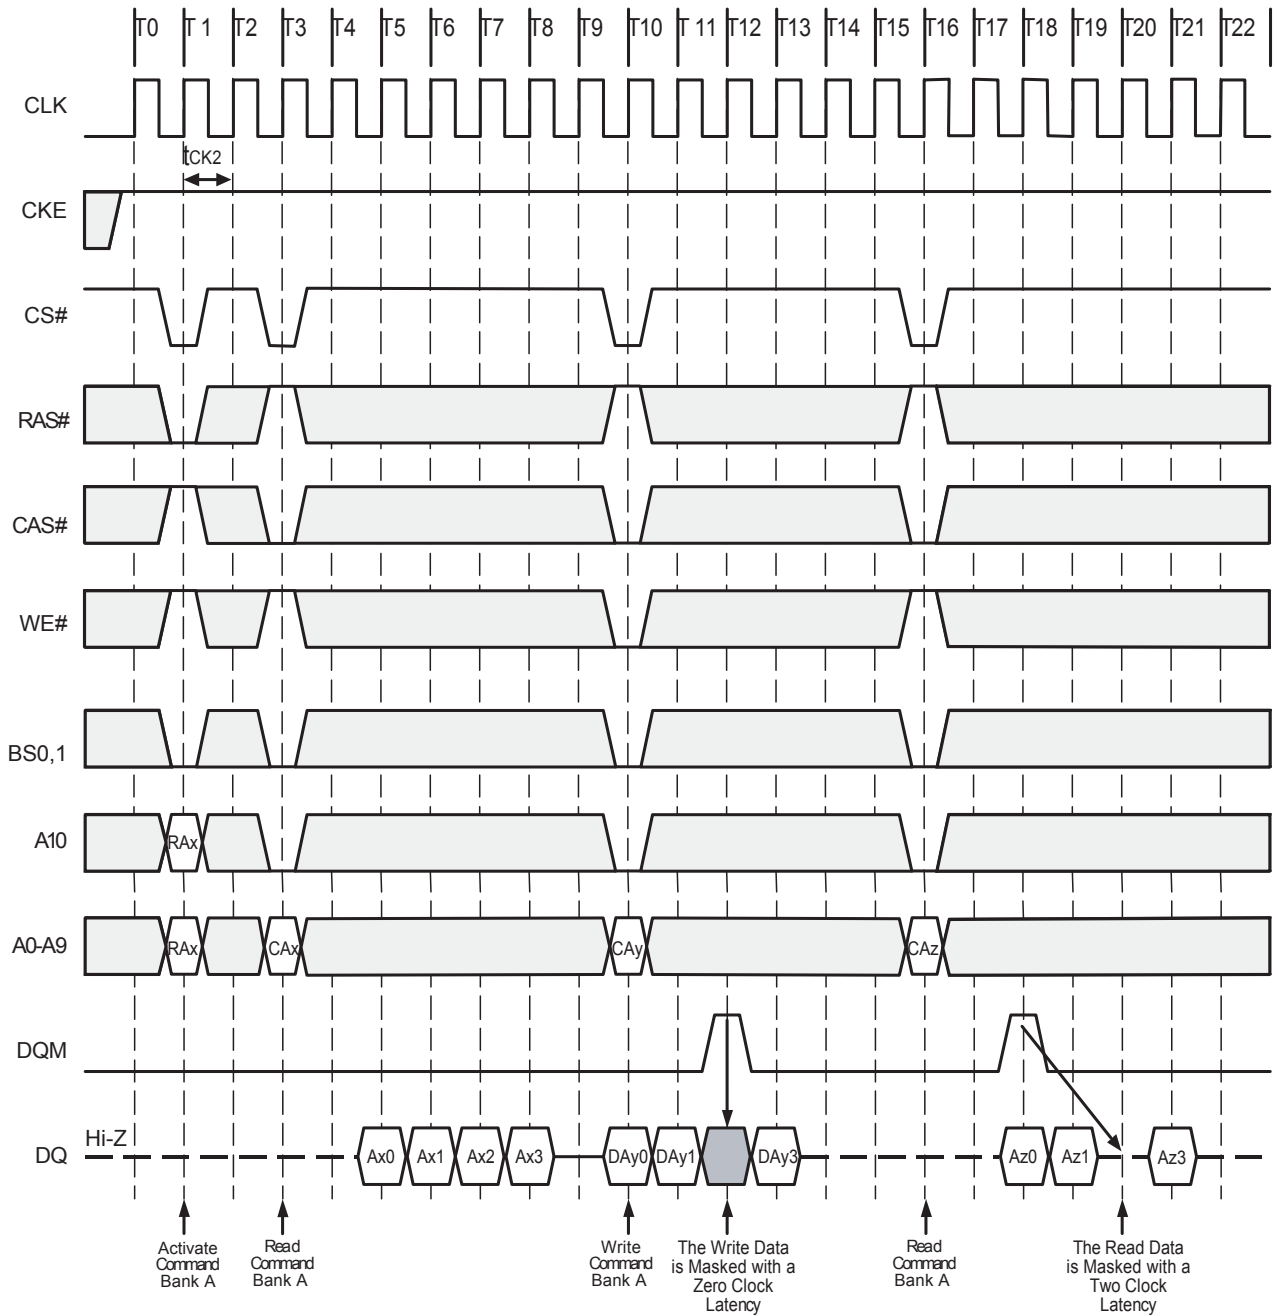 T0 T 1 T2 T3 T4 T5 T6 T7 T8 T9 T10 T 11 T12 T13 T14 T15 T16 T17 T18 T19 T20 T21 T22
CLK
tCK2
CKE
CS#
RAS#
CAS#
WE#
BS0,1
A10 RAx
A0-A9 RAx CAx CAy CAz
DQM
Hi-Z
DQ Ax0 Ax1 Ax2 Ax3 DAy0 DAy1 DAy3 Az0 Az1 Az3
Activate
Command
Bank A
Read
Command
Bank A
Write
Command
Bank A
The Write Data
is Masked with a
Zero Clock
Latency
Read
Command
Bank A
The Read Data
is Masked with a
Two Clock
Latency